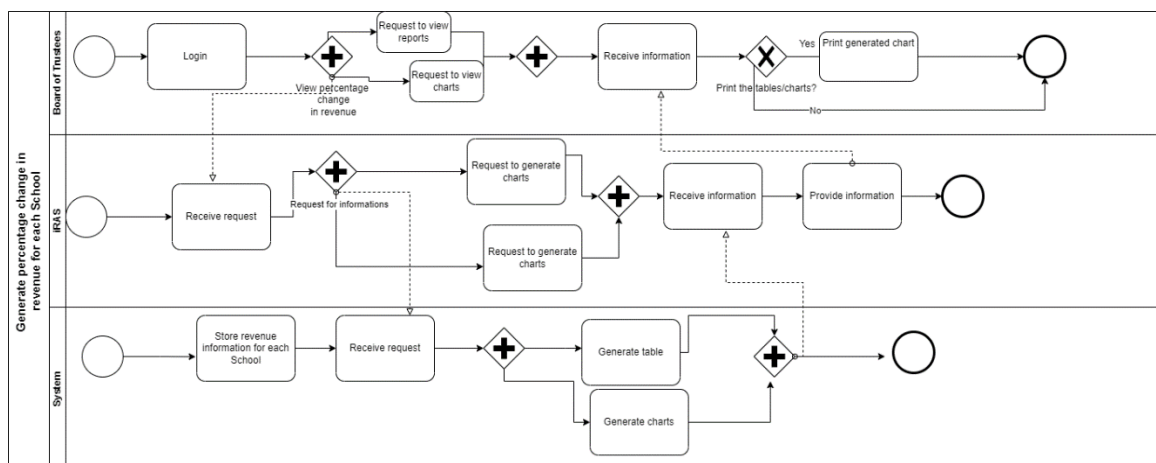 Generate percentage change in
revenue for each School
Board of Trustees
Login
View percentage
change
in revenue
Request to view
reports
Request to view
charts
Receive information
Print the tables/charts?
Yes
No
Print generated chart
IRAS
Receive request
Request for informations
Request to generate
charts
Request to generate
charts
Receive information
Provide information
System
Store revenue
information for each
School
Receive request
Generate table
Generate charts